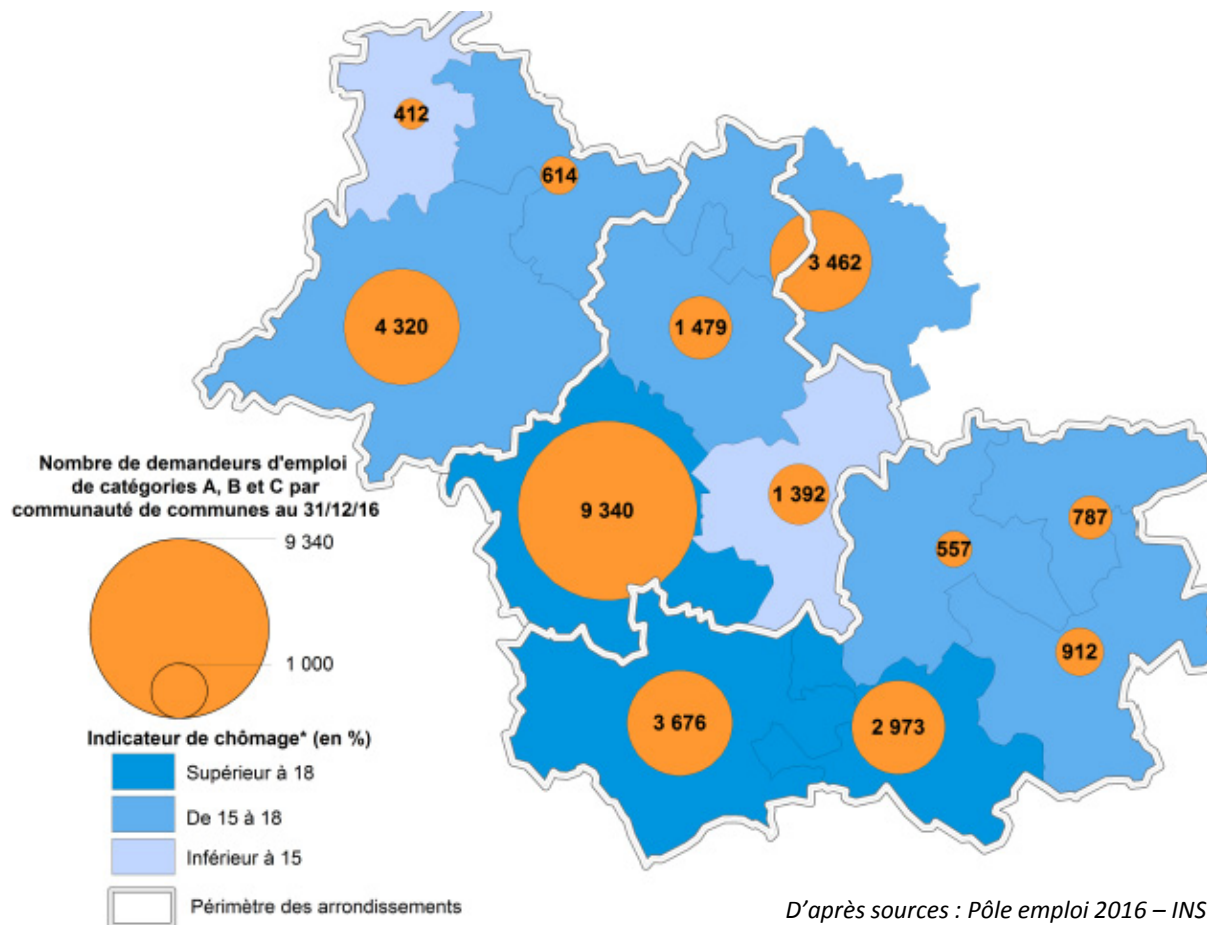 412
614
3 462
4 320
1 479
Nombre de demandeurs d'emploi
de catégories A, B et C par
communauté de communes au 31/12/16
9 340
1 000
9 340
1 392
787
557
912
3 676
2 973
Indicateur de chômage* (en %)
Supérieur à 18
De 15 à 18
Inférieur à 15
Périmètre des arrondissements
D'après sources : Pôle emploi 2016 – INS